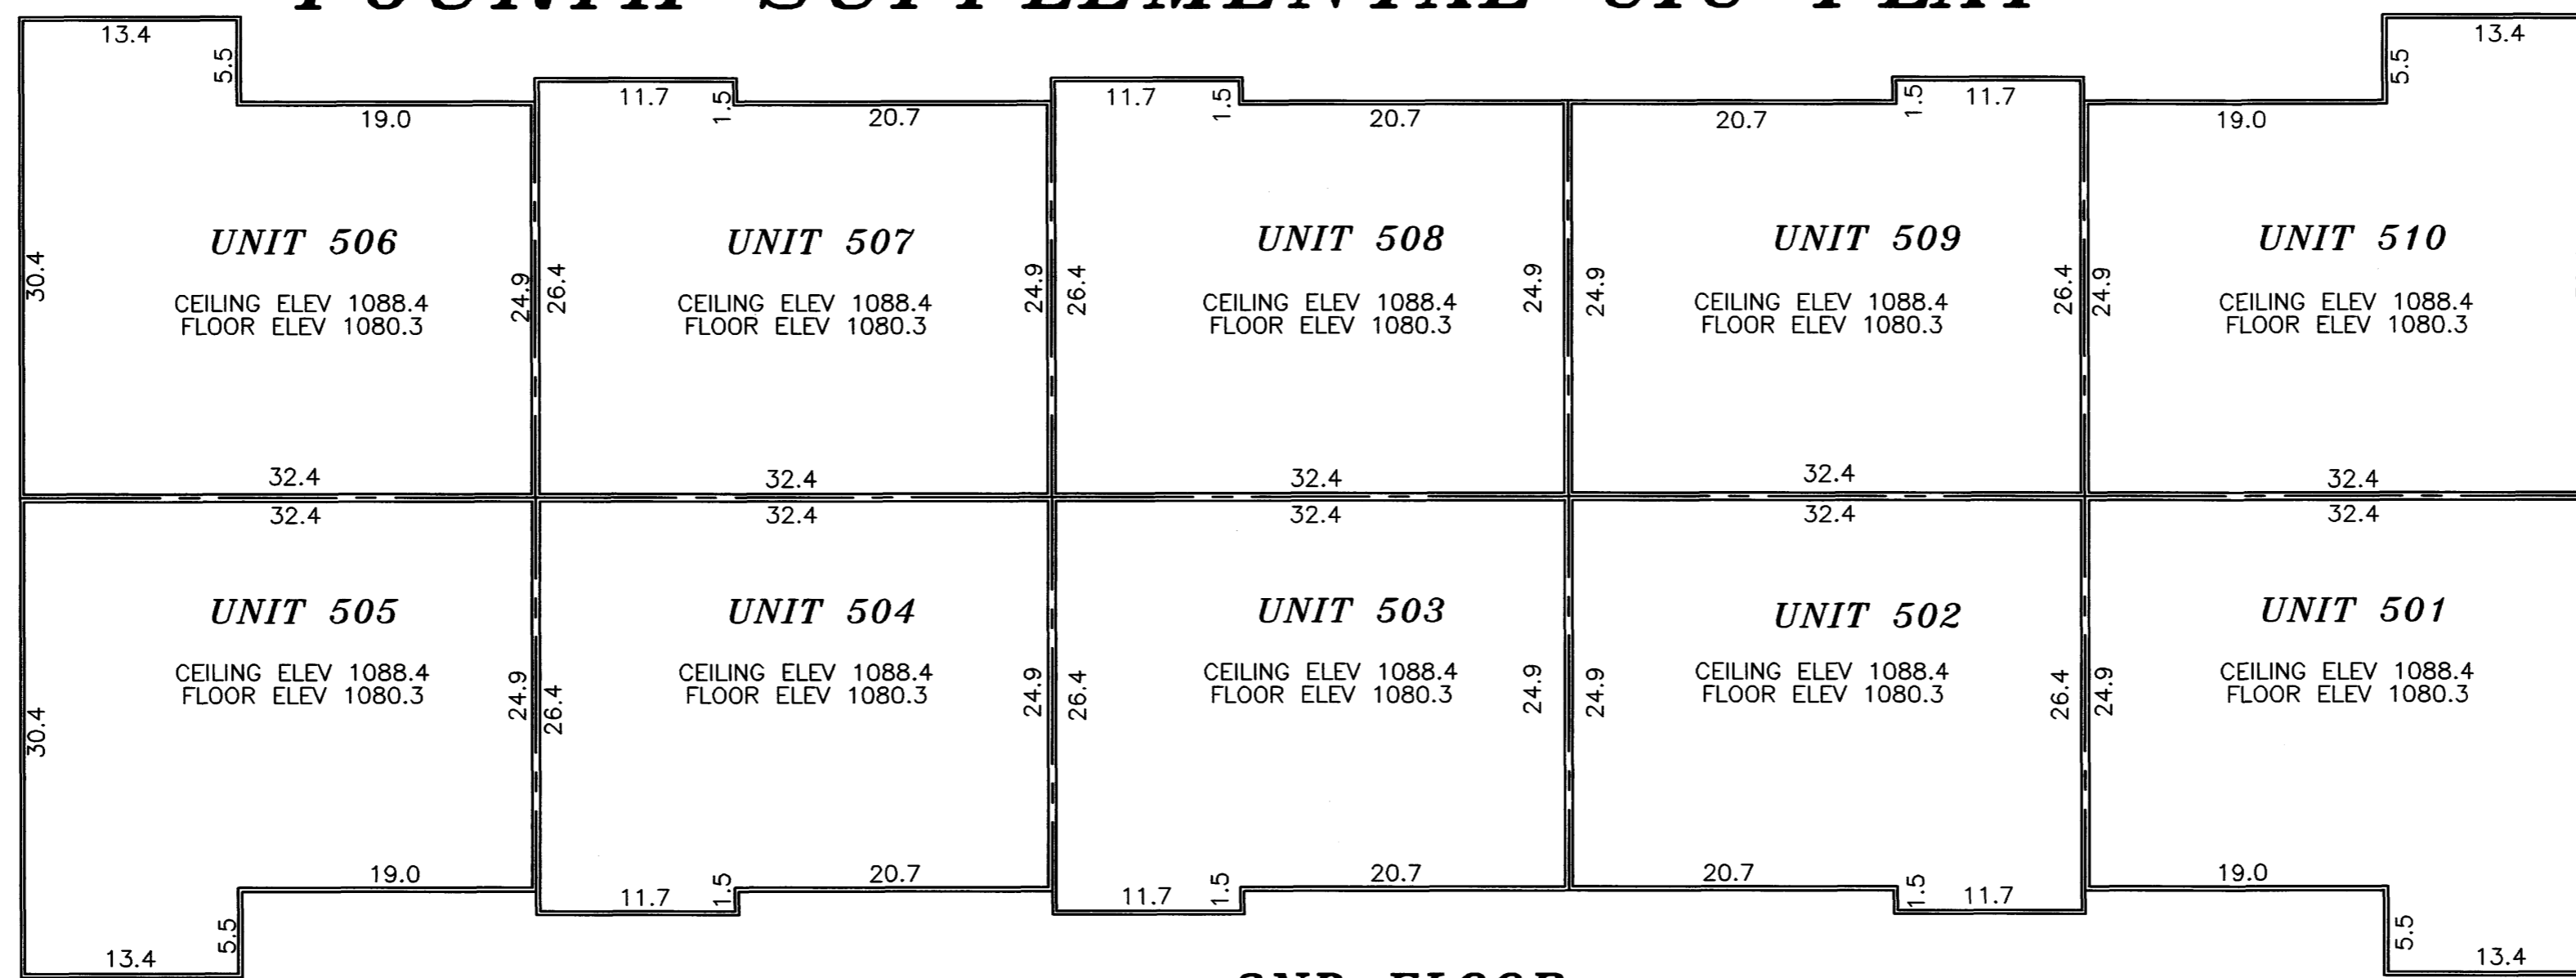 FOURTH SUPPLEMENTAL CIC PLAT
13.4
5.5
19.0
11.7
1.5
20.7
11.7
1.5
20.7
20.7
1.5
11.7
19.0
5.5
13.4
UNIT 506
CEILING ELEV 1088.4
FLOOR ELEV 1080.3
30.4
24.9
32.4
UNIT 507
CEILING ELEV 1088.4
FLOOR ELEV 1080.3
26.4
24.9
32.4
UNIT 508
CEILING ELEV 1088.4
FLOOR ELEV 1080.3
26.4
24.9
32.4
UNIT 509
CEILING ELEV 1088.4
FLOOR ELEV 1080.3
24.9
26.4
32.4
UNIT 510
CEILING ELEV 1088.4
FLOOR ELEV 1080.3
24.9
32.4
32.4
UNIT 505
CEILING ELEV 1088.4
FLOOR ELEV 1080.3
30.4
24.9
19.0
5.5
13.4
32.4
UNIT 504
CEILING ELEV 1088.4
FLOOR ELEV 1080.3
26.4
24.9
11.7
1.5
20.7
32.4
UNIT 503
CEILING ELEV 1088.4
FLOOR ELEV 1080.3
26.4
24.9
11.7
1.5
20.7
32.4
UNIT 502
CEILING ELEV 1088.4
FLOOR ELEV 1080.3
24.9
26.4
20.7
1.5
11.7
32.4
UNIT 501
CEILING ELEV 1088.4
FLOOR ELEV 1080.3
24.9
19.0
5.5
13.4
2ND FLOOR